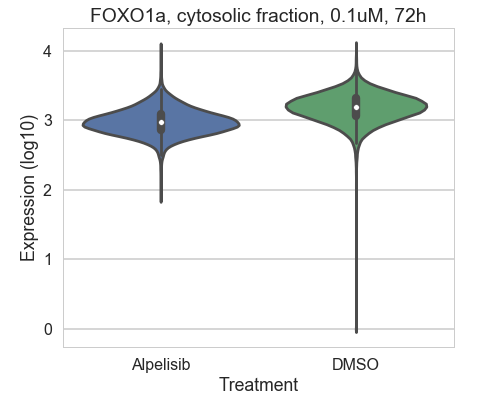 FOXO1a, cytosolic fraction, 0.1uM, 72h
4
3
2
1
0
Expression (log10)
Alpelisib
DMSO
Treatment